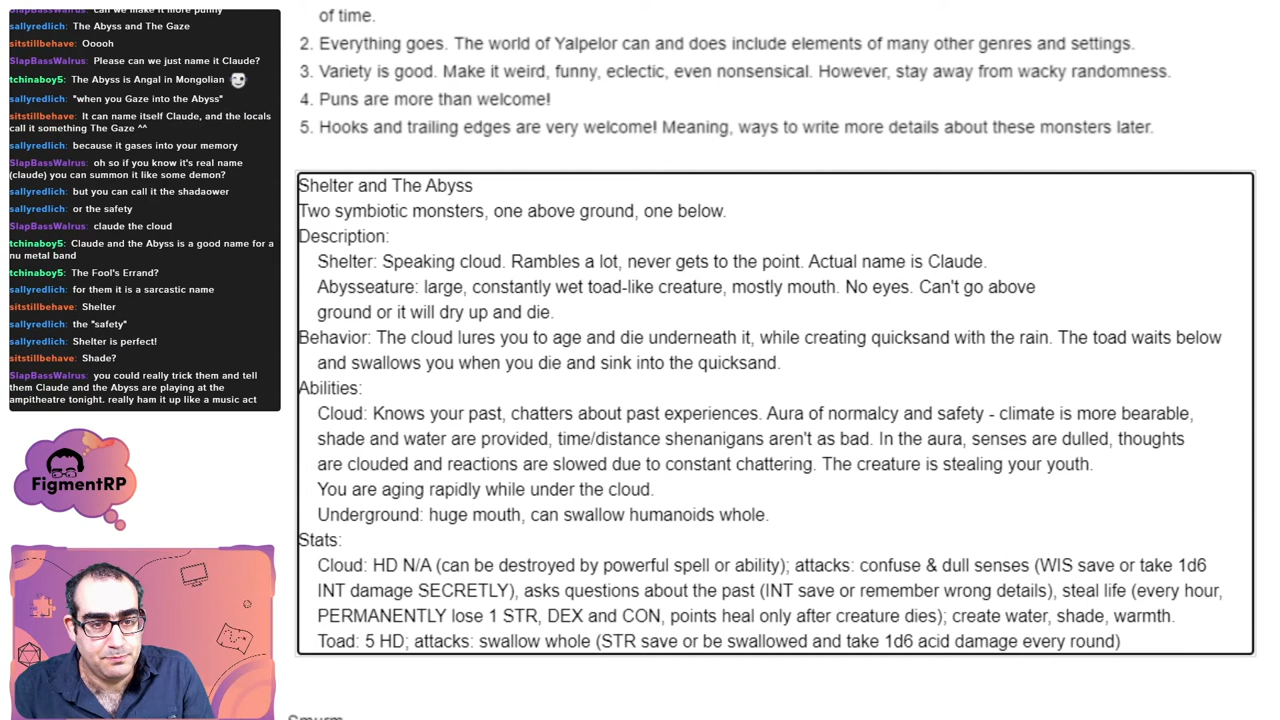 SlapBassWalrus: can we make it more punny
sallyredlich: The Abyss and The Gaze
sitstillbehave: Ooooh
SlapBassWalrus: Please can we just name it Claude?
tchinaboy5: The Abyss is Angal in Mongolian
sallyredlich: "when you Gaze into the Abyss"
sitstillbehave: It can name itself Claude, and the locals
call it something The Gaze ^^
sallyredlich: because it gases into your memory
SlapBassWalrus: oh so if you know it's real name
(claude) you can summon it like some demon?
sallyredlich: but you can call it the shadaower
sallyredlich: or the safety
SlapBassWalrus: claude the cloud
tchinaboy5: Claude and the Abyss is a good name for a
nu metal band
tchinaboy5: The Fool's Errand?
sallyredlich: for them it is a sarcastic name
sitstillbehave: Shelter
sallyredlich: the "safety"
sallyredlich: Shelter is perfect!
sitstillbehave: Shade?
SlapBassWalrus: you could really trick them and tell
them Claude and the Abyss are playing at the
ampitheatre tonight. really ham it up like a music act
FigmentRP
of time.
2. Everything goes. The world of Yalpelor can and does include elements of many other genres and settings.
3. Variety is good. Make it weird, funny, eclectic, even nonsensical. However, stay away from wacky randomness.
4. Puns are more than welcome!
5. Hooks and trailing edges are very welcome! Meaning, ways to write more details about these monsters later.
Shelter and The Abyss
Two symbiotic monsters, one above ground, one below.
Description:
Shelter: Speaking cloud. Rambles a lot, never gets to the point. Actual name is Claude.
Abysseature: large, constantly wet toad-like creature, mostly mouth. No eyes. Can't go above
ground or it will dry up and die.
Behavior: The cloud lures you to age and die underneath it, while creating quicksand with the rain. The toad waits below
and swallows you when you die and sink into the quicksand.
Abilities:
Cloud: Knows your past, chatters about past experiences. Aura of normalcy and safety - climate is more bearable,
shade and water are provided, time/distance shenanigans aren't as bad. In the aura, senses are dulled, thoughts
are clouded and reactions are slowed due to constant chattering. The creature is stealing your youth.
You are aging rapidly while under the cloud.
Underground: huge mouth, can swallow humanoids whole.
Stats:
Cloud: HD N/A (can be destroyed by powerful spell or ability); attacks: confuse & dull senses (WIS save or take 1d6
INT damage SECRETLY), asks questions about the past (INT save or remember wrong details), steal life (every hour,
PERMANENTLY lose 1 STR, DEX and CON, points heal only after creature dies); create water, shade, warmth.
Toad: 5 HD; attacks: swallow whole (STR save or be swallowed and take 1d6 acid damage every round)
Smurm